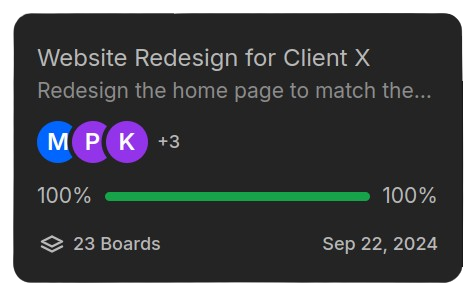 Website Redesign for Client X
Redesign the home page to match the...
M P K +3
100% 100%
23 Boards Sep 22, 2024